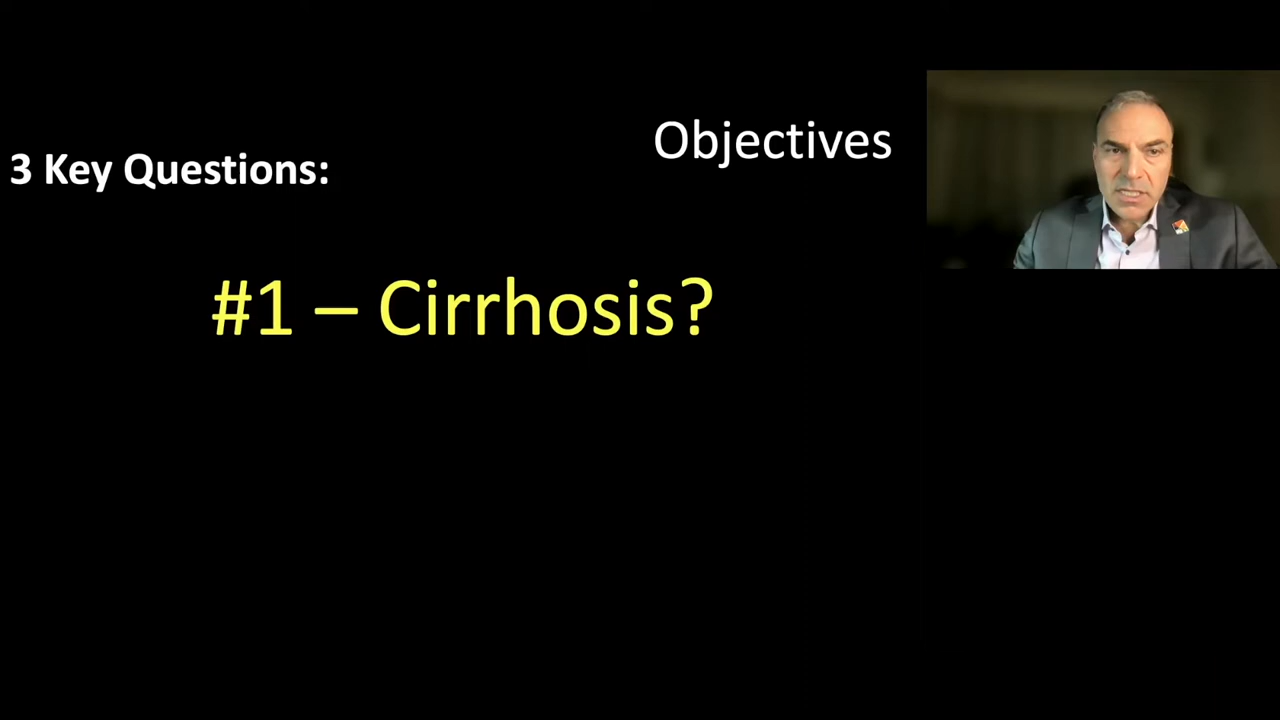 Objectives
3 Key Questions:
#1 – Cirrhosis?